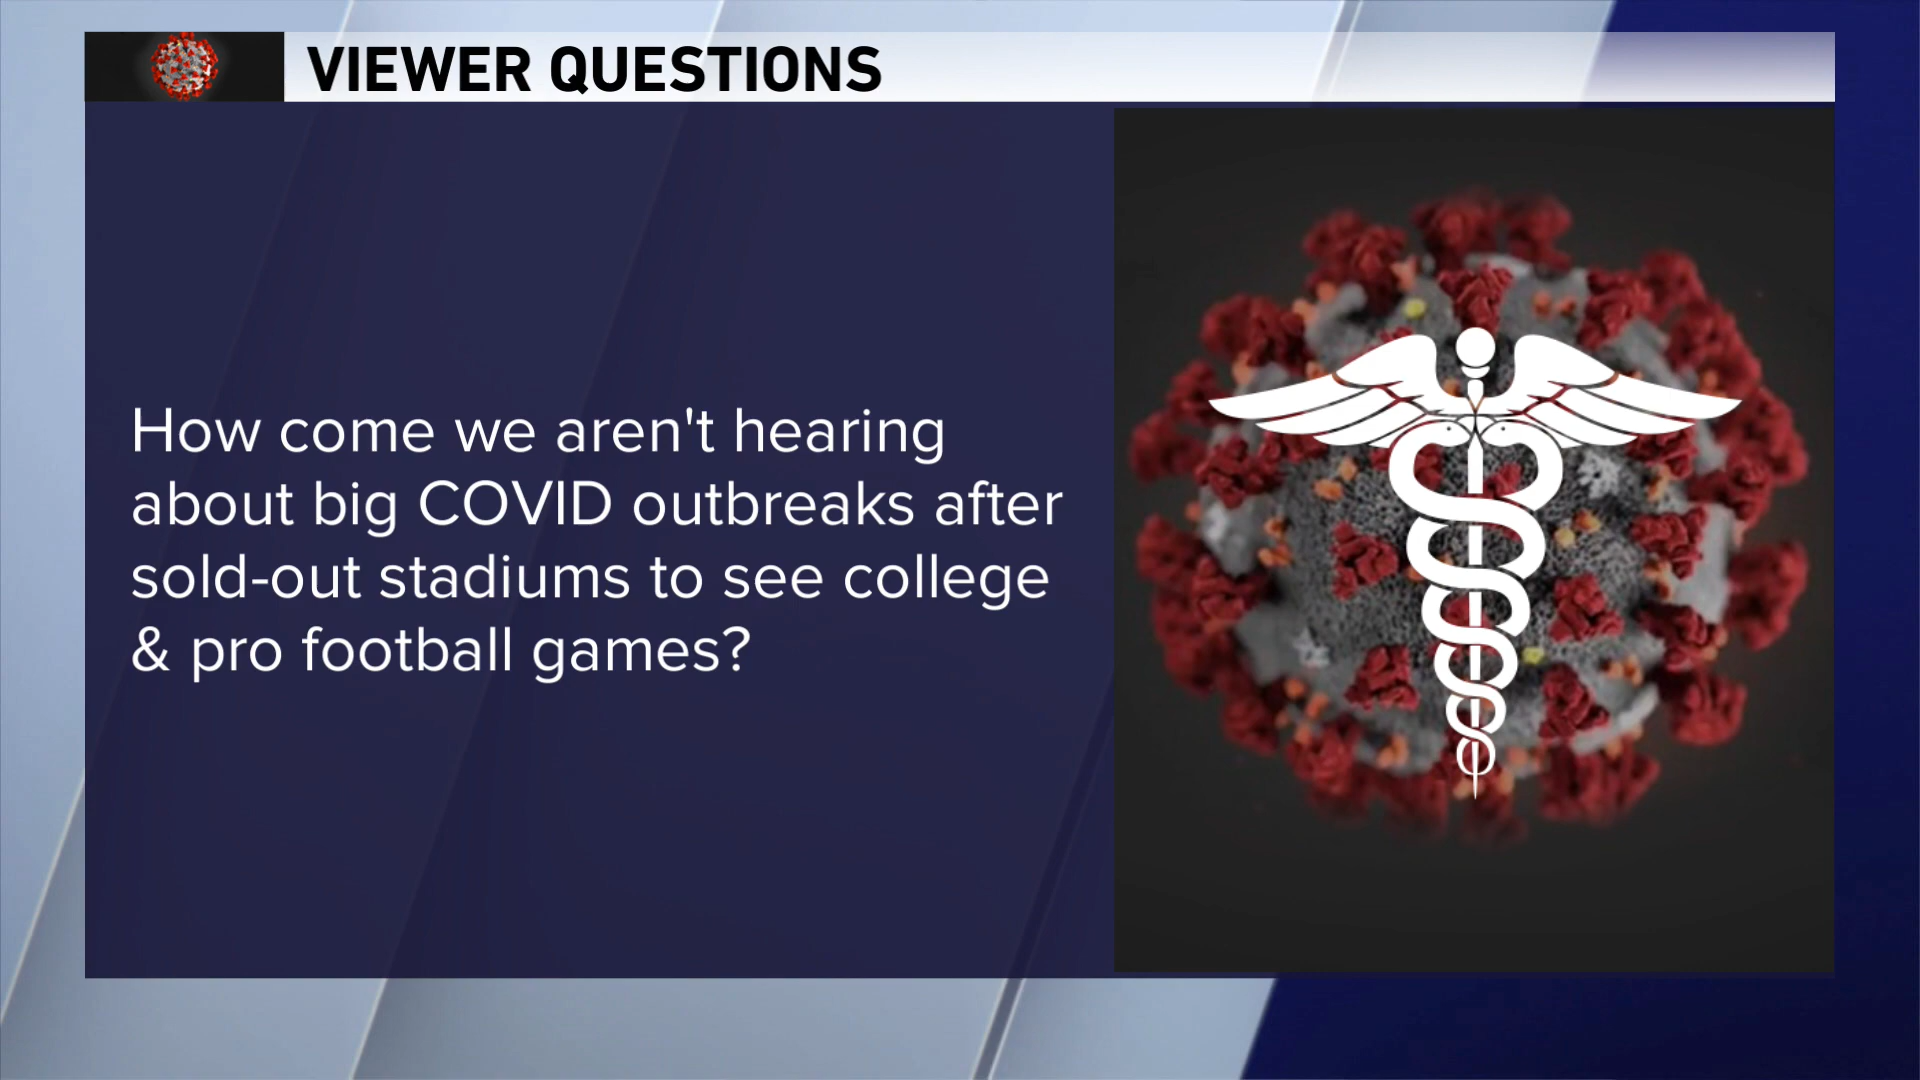 VIEWER QUESTIONS
How come we aren't hearing
about big COVID outbreaks after
sold-out stadiums to see college
& pro football games?